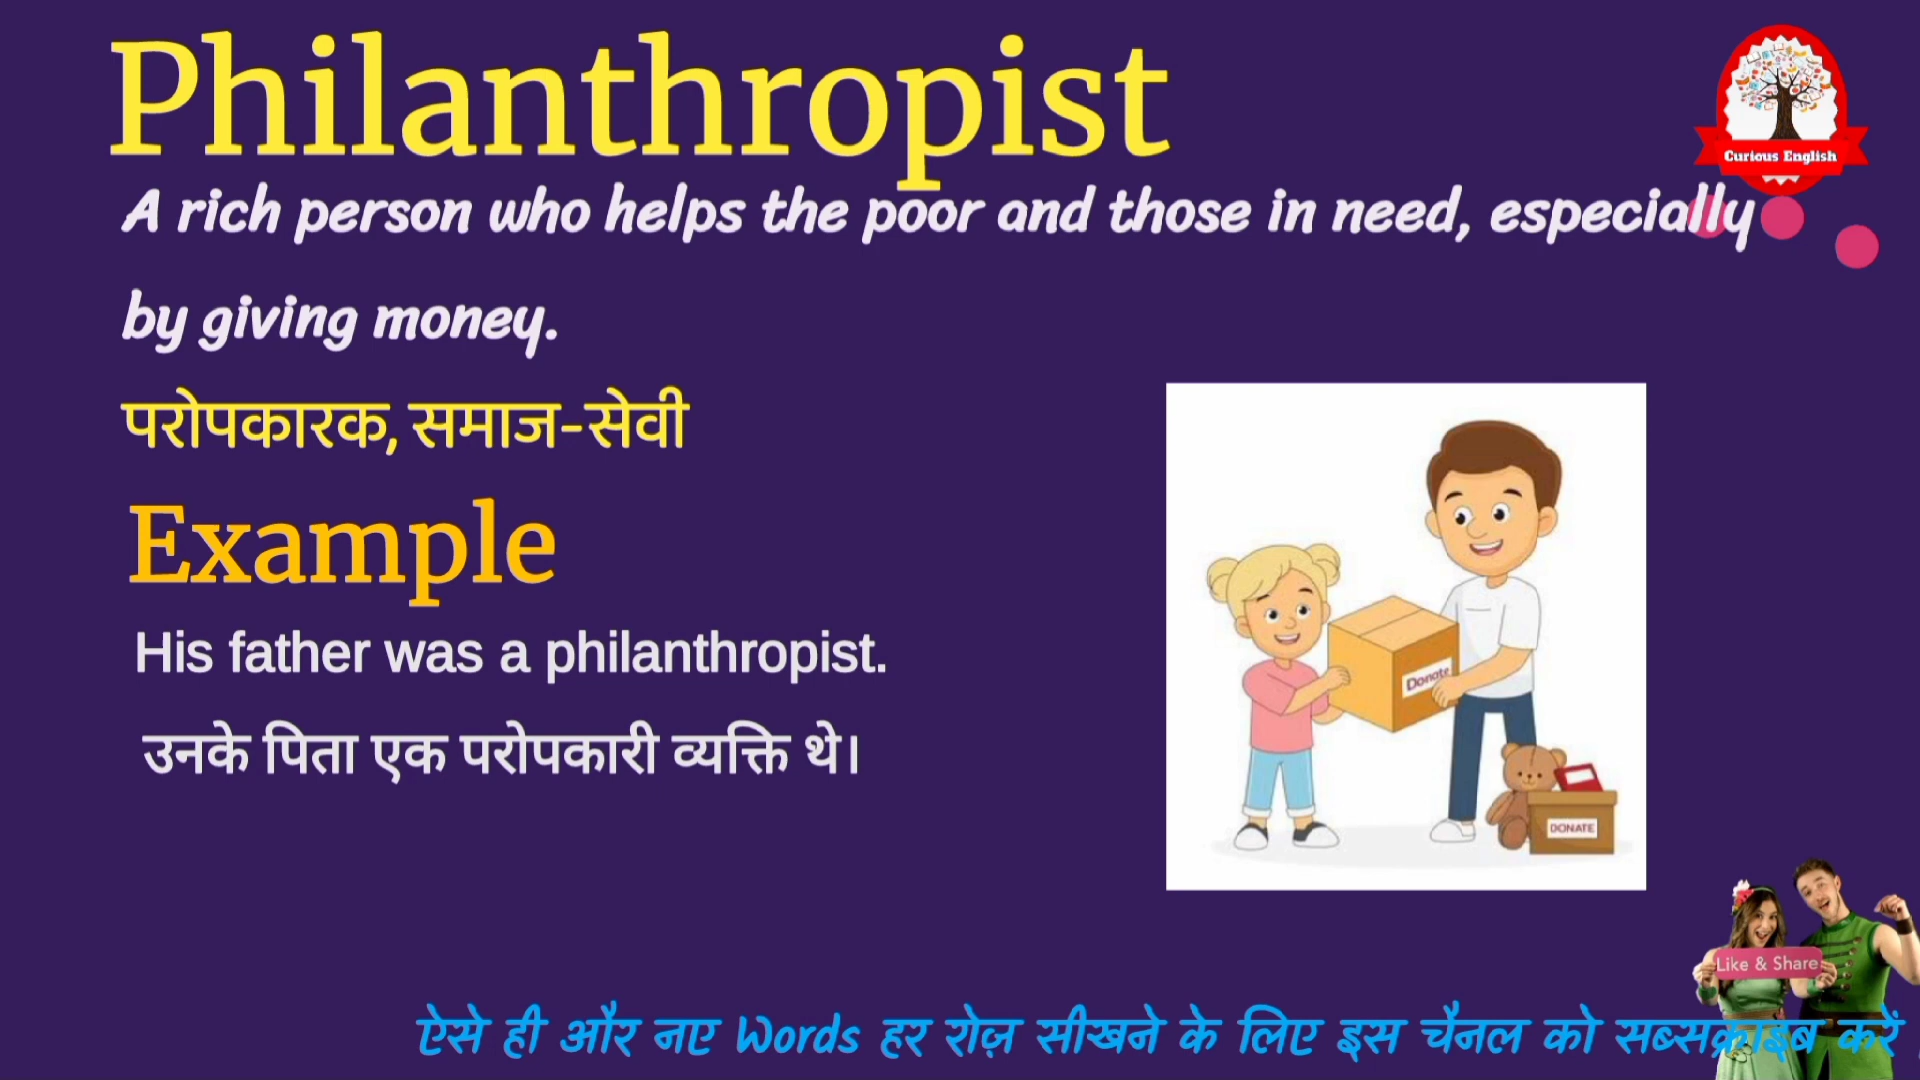 Philanthropist
Curious English
A rich person who helps the poor and those in need, especially
by giving money.
परोपकारक, समाज-सेवी
Example
His father was a philanthropist.
उनके पिता एक परोपकारी व्यक्ति थे।
Donate
DONATE
Like & Share
ऐसे ही और नए Words हर रोज़ सीखने के लिए इस चैनल को सब्सक्राइब करें